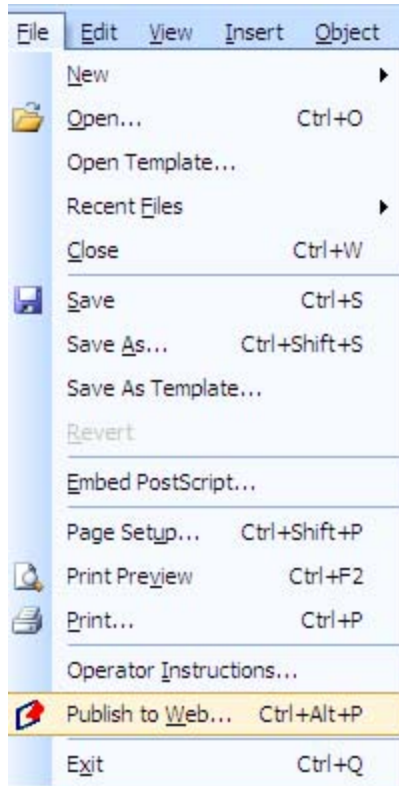 File Edit View Insert Object
New
Open... Ctrl+O
Open Template...
Recent Files
Close Ctrl+W
Save Ctrl+S
Save As... Ctrl+Shift+S
Save As Template...
Revert
Embed PostScript...
Page Setup... Ctrl+Shift+P
Print Preview Ctrl+F2
Print... Ctrl+P
Operator Instructions...
Publish to Web... Ctrl+Alt+P
Exit Ctrl+Q